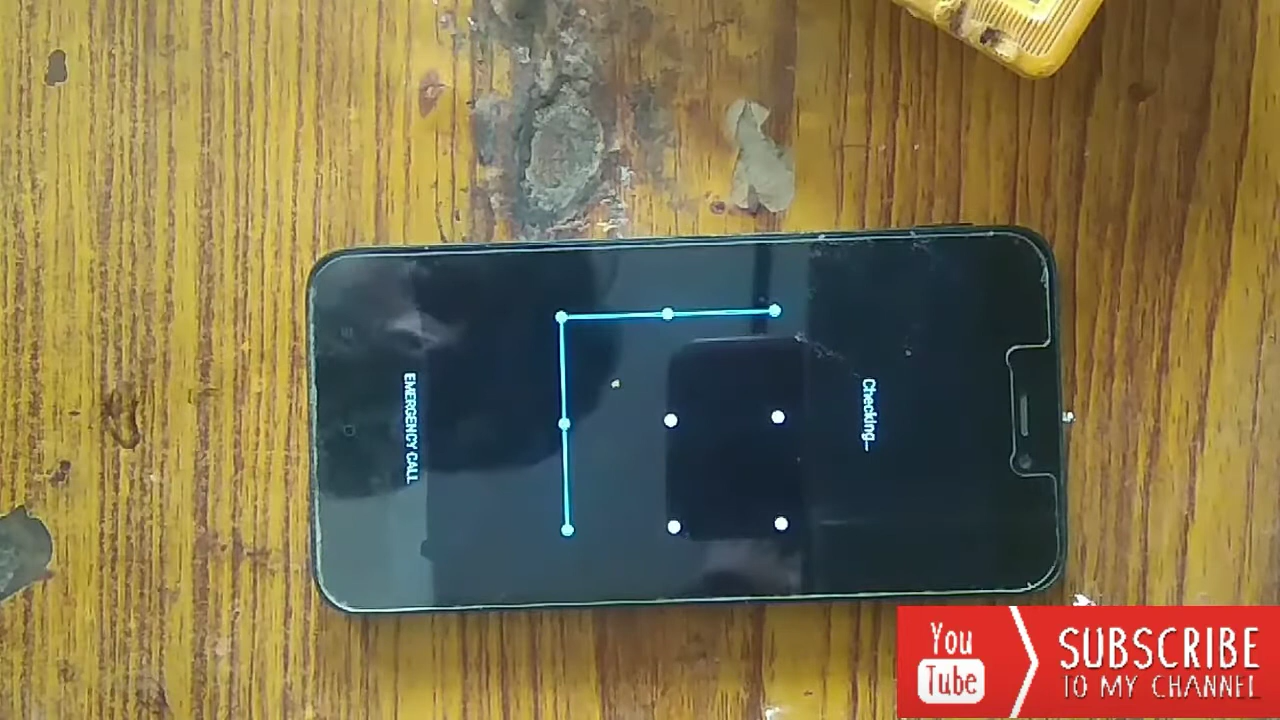 EMERGENCY CALL
Checking...
You
Tube
SUBSCRIBE
TO MY CHANNEL